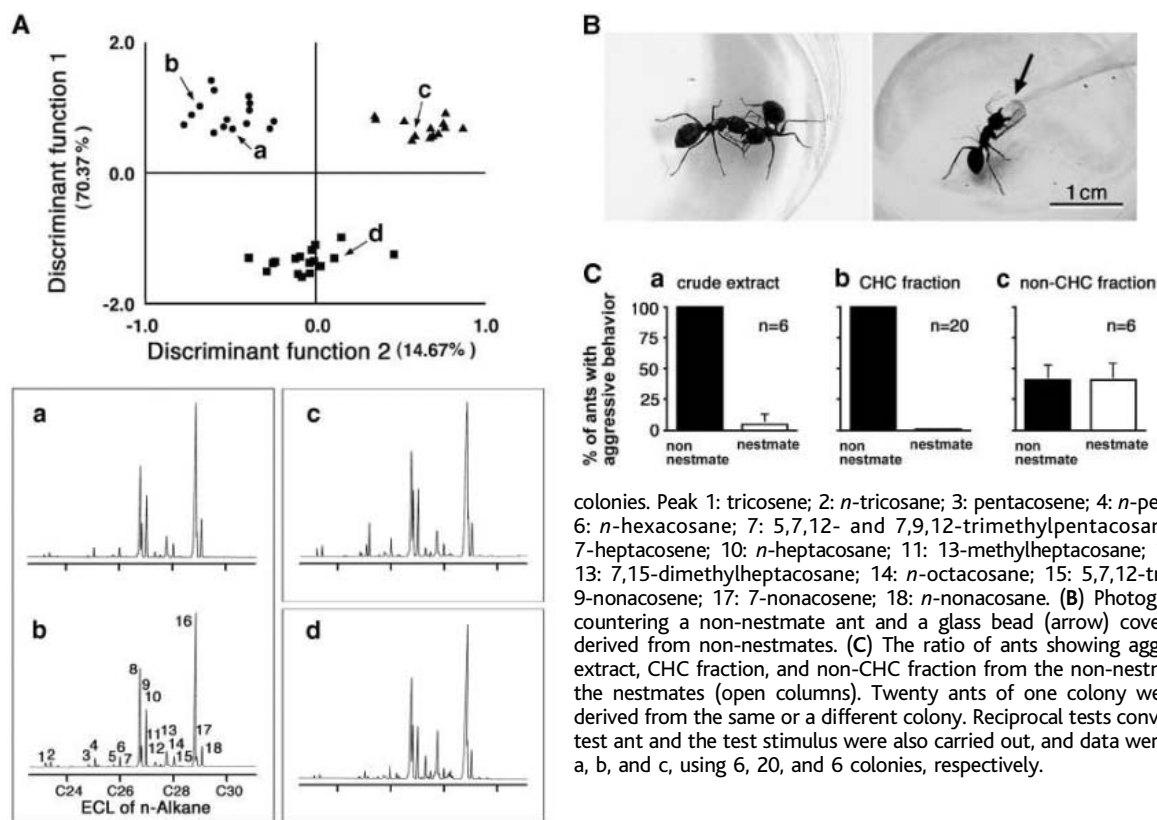 A
2.0
b
c
a
0.0
d
-2.0
-1.0
0.0
1.0
Discriminant function 1
(70.37 %)
Discriminant function 2 (14.67%)
a
b
1 2 3 4 5 6 7 8 9 10 11 12 13 14 15 16 17 18
C24 C26 C28 C30
ECL of n-Alkane
c
d
B
1 cm
C
a crude extract
b CHC fraction
c non-CHC fraction
% of ants with
aggressive behavior
100
75
50
25
0
n=6
n=20
n=6
non nestmate
nestmate
non nestmate
nestmate
non nestmate
nestmate
colonies. Peak 1: tricosene; 2: n-tricosane; 3: pentacosene; 4: n-pe
6: n-hexacosane; 7: 5,7,12- and 7,9,12-trimethylpentacosan
7-heptacosene; 10: n-heptacosane; 11: 13-methylheptacosane;
13: 7,15-dimethylheptacosane; 14: n-octacosane; 15: 5,7,12-tr
9-nonacosene; 17: 7-nonacosene; 18: n-nonacosane. (B) Photog
countering a non-nestmate ant and a glass bead (arrow) cove
derived from non-nestmates. (C) The ratio of ants showing agg
extract, CHC fraction, and non-CHC fraction from the non-nestm
the nestmates (open columns). Twenty ants of one colony we
derived from the same or a different colony. Reciprocal tests conv
test ant and the test stimulus were also carried out, and data wer
a, b, and c, using 6, 20, and 6 colonies, respectively.